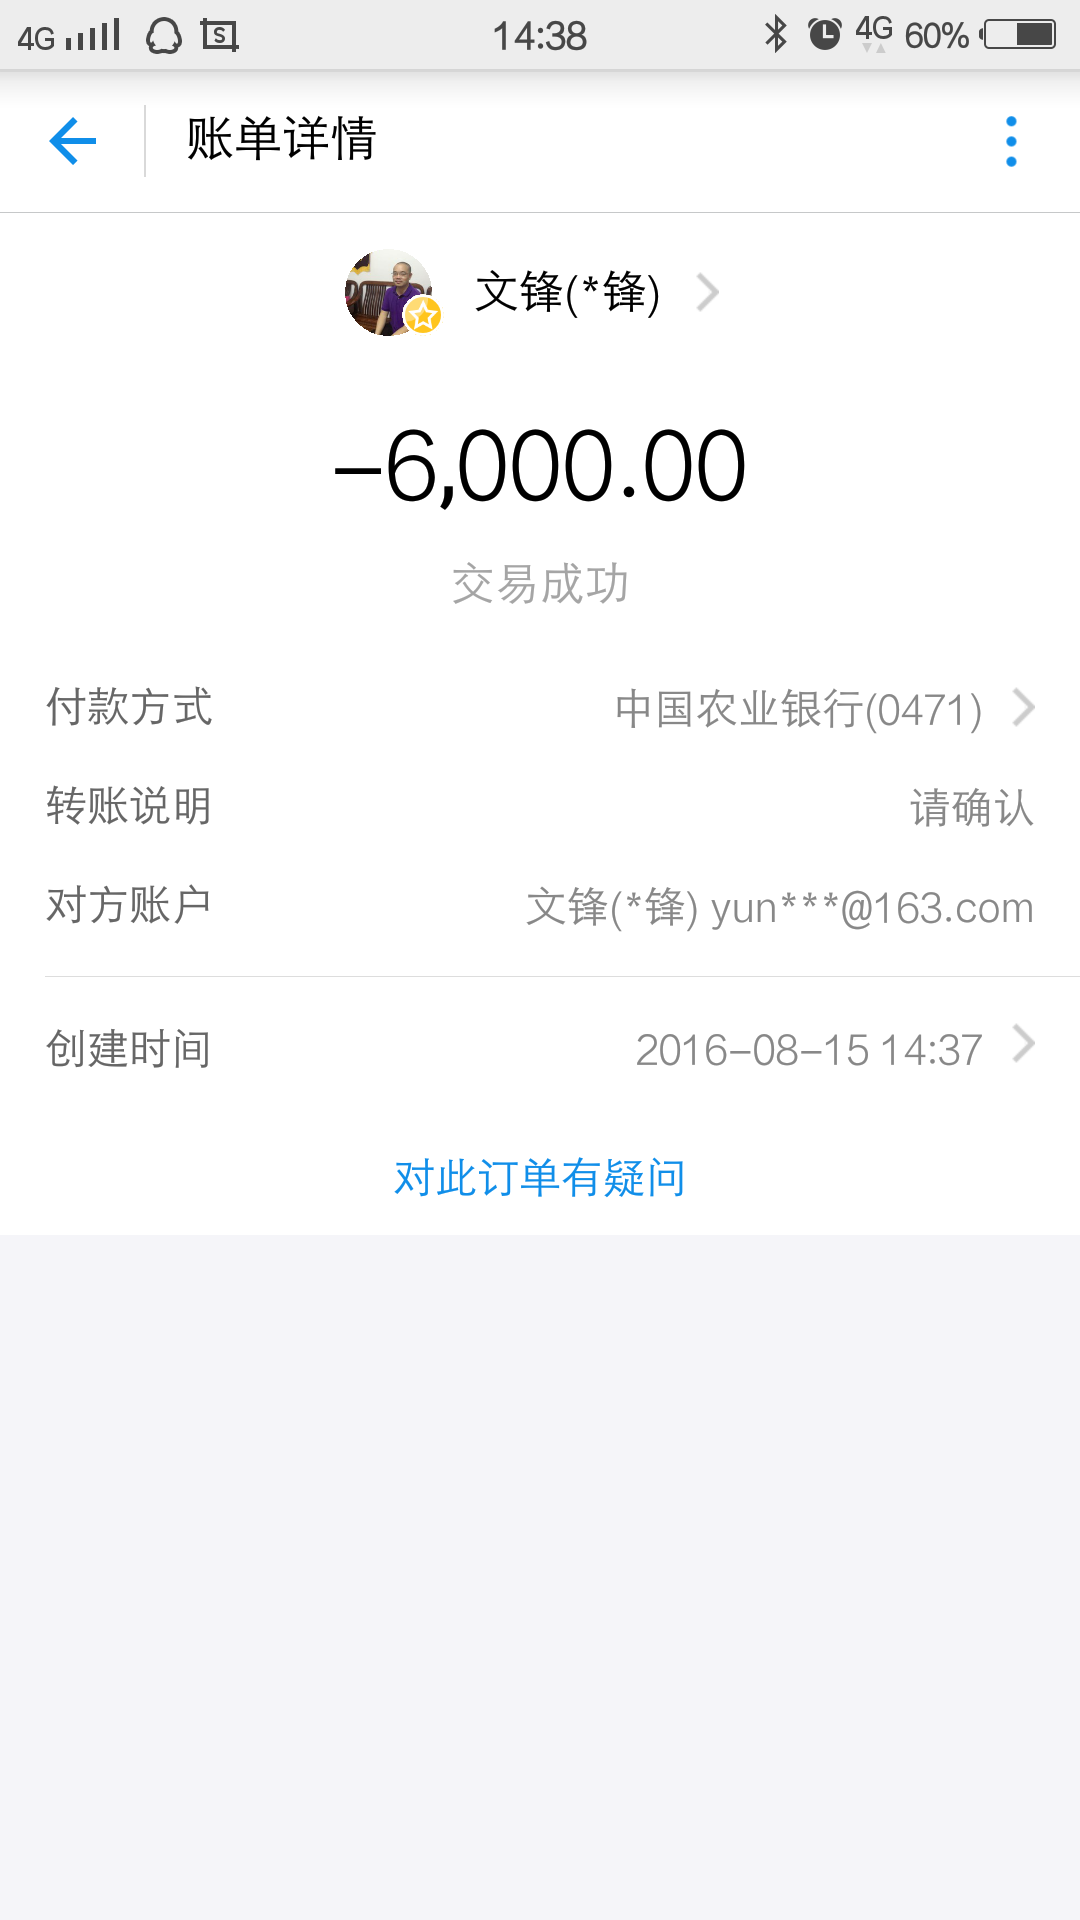 4G 14:38 4G 60%
账单详情
文锋(*锋)
-6,000.00
交易成功
付款方式 中国农业银行(0471)
转账说明 请确认
对方账户 文锋(*锋) yun***@163.com
创建时间 2016-08-15 14:37
对此订单有疑问